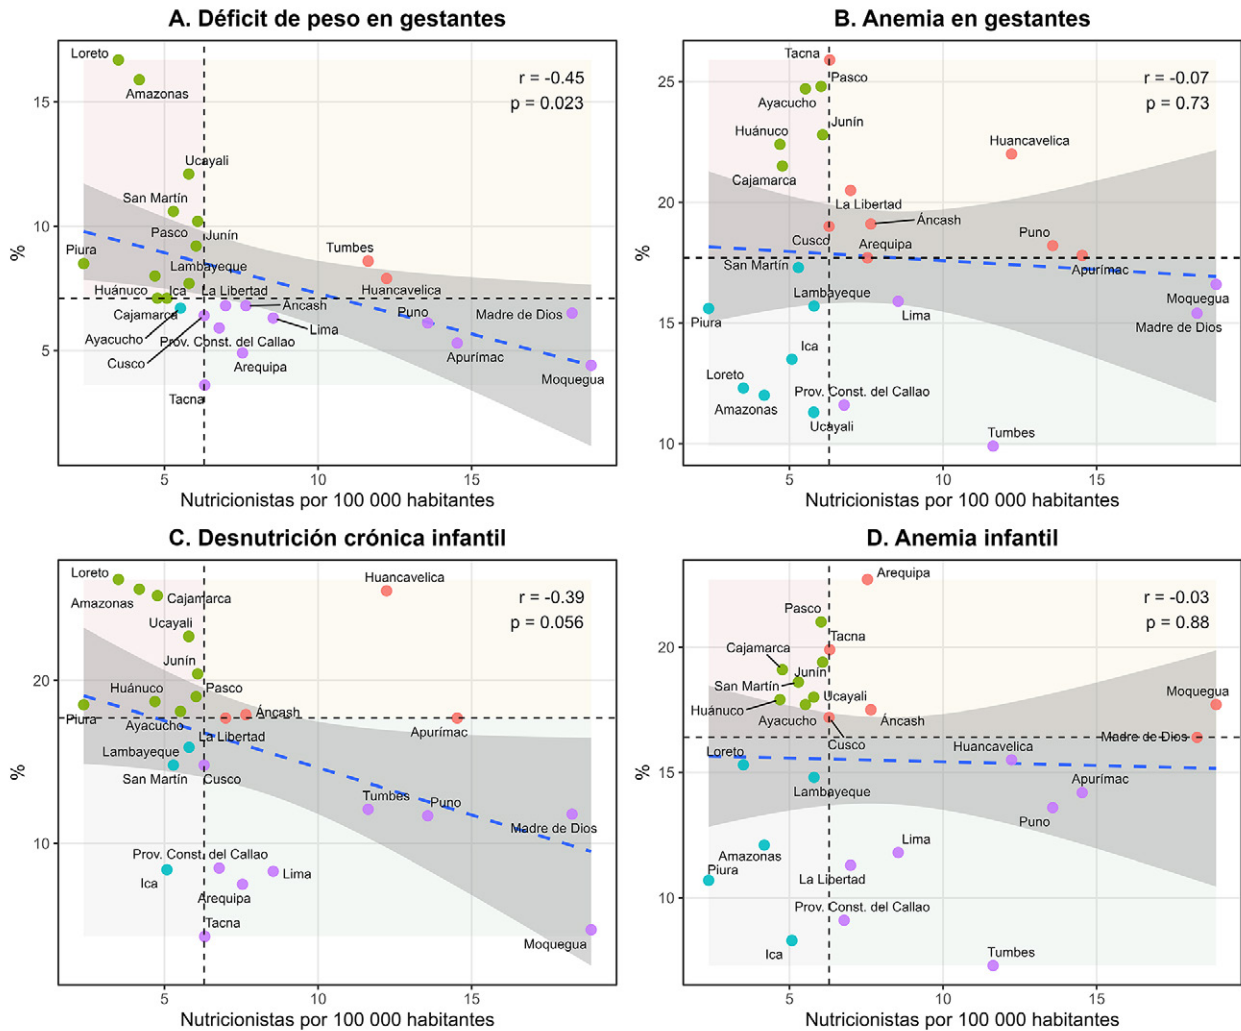 A. Déficit de peso en gestantes
Loreto
Amazonas
r = -0.45
p = 0.023
15
Ucayali
San Martín
10
Pasco
Junín
Tumbes
Piura
Lambayeque
Huancavelica
Huánuco
Ica
La Libertad
Cajamarca
Áncash
Puno
Madre de Dios
Ayacucho
Lima
Prov. Const. del Callao
Apurímac
5
Cusco
Arequipa
Moquegua
Tacna
%
5
10
15
Nutricionistas por 100 000 habitantes
B. Anemia en gestantes
Tacna
Pasco
r = -0.07
p = 0.73
25
Ayacucho
Junín
Huánuco
Huancavelica
Cajamarca
20
La Libertad
Áncash
Cusco
Arequipa
Puno
San Martín
Apurímac
Lambayeque
Moquegua
Piura
Lima
Madre de Dios
15
Ica
Loreto
Prov. Const. del Callao
Amazonas
Ucayali
Tumbes
10
%
5
10
15
Nutricionistas por 100 000 habitantes
C. Desnutrición crónica infantil
Loreto
Huancavelica
Amazonas
Cajamarca
r = -0.39
p = 0.056
Ucayali
Junín
20
Huánuco
Pasco
Piura
Áncash
Ayacucho
La Libertad
Apurímac
Lambayeque
San Martín
Cusco
Tumbes
Puno
Madre de Dios
10
Prov. Const. del Callao
Lima
Ica
Arequipa
Tacna
Moquegua
%
5
10
15
Nutricionistas por 100 000 habitantes
D. Anemia infantil
Arequipa
r = -0.03
p = 0.88
Pasco
Tacna
20
Cajamarca
Junín
San Martín
Ucayali
Moquegua
Huánuco
Ayacucho
Áncash
Cusco
Madre de Dios
Loreto
Huancavelica
15
Lambayeque
Apurímac
Puno
Amazonas
Lima
Piura
La Libertad
10
Prov. Const. del Callao
Ica
Tumbes
%
5
10
15
Nutricionistas por 100 000 habitantes